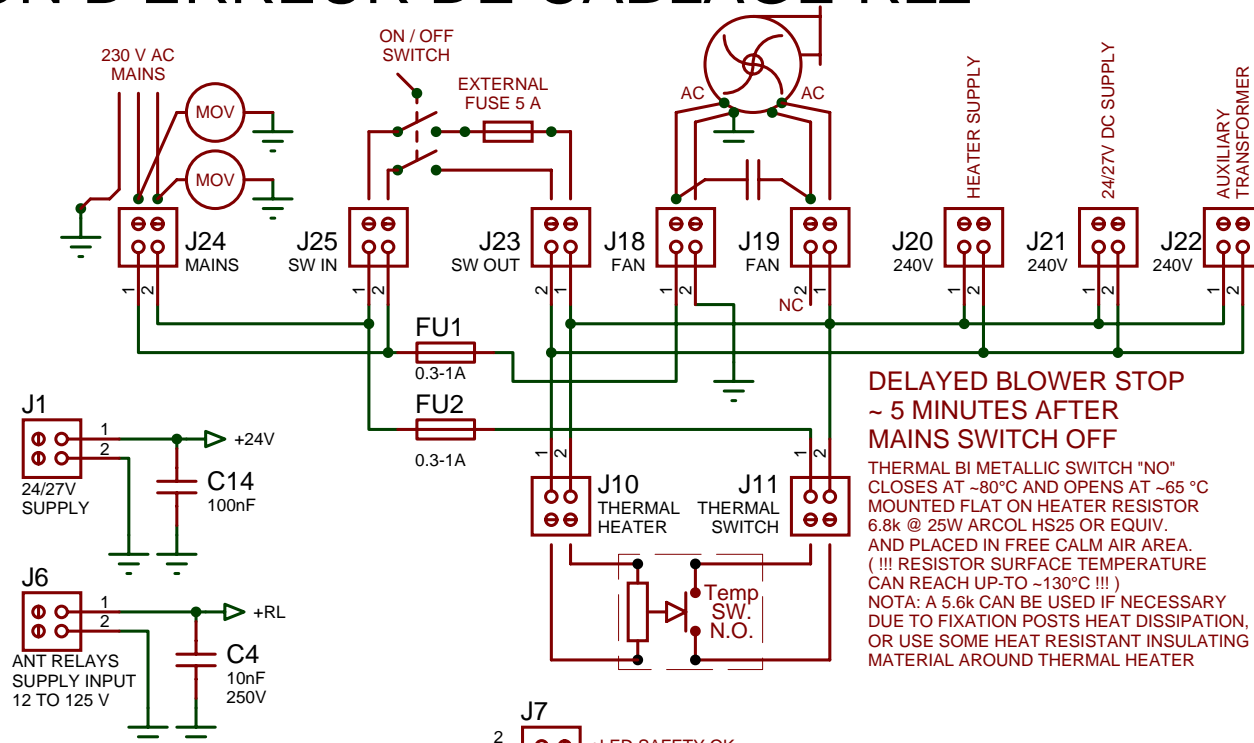 230 V AC
MAINS
MOV
MOV
ON / OFF
SWITCH
EXTERNAL
FUSE 5 A
AC
AC
HEATER SUPPLY
24/27V DC SUPPLY
AUXILIARY
TRANSFORMER
J24
MAINS
1
2
J25
SW IN
1
2
J23
SW OUT
2
1
J18
FAN
1
2
J19
FAN
2
1
NC
J20
240V
1
2
J21
240V
1
2
J22
240V
1
2
FU1
0.3-1A
FU2
0.3-1A
DELAYED BLOWER STOP
~ 5 MINUTES AFTER
MAINS SWITCH OFF
THERMAL BI METALLIC SWITCH "NO"
CLOSES AT ~80°C AND OPENS AT ~65 °C
MOUNTED FLAT ON HEATER RESISTOR
6.8k @ 25W ARCOL HS25 OR EQUIV.
AND PLACED IN FREE CALM AIR AREA.
( !!! RESISTOR SURFACE TEMPERATURE
CAN REACH UP-TO ~130°C !!! )
NOTA: A 5.6k CAN BE USED IF NECESSARY
DUE TO FIXATION POSTS HEAT DISSIPATION,
OR USE SOME HEAT RESISTANT INSULATING
MATERIAL AROUND THERMAL HEATER
J1
1
2
+24V
24/27V
SUPPLY
C14
100nF
1
2
J10
THERMAL
HEATER
1
2
J11
THERMAL
SWITCH
Temp
SW.
N.O.
J6
1
2
+RL
ANT RELAYS
SUPPLY INPUT
12 TO 125 V
C4
10nF
250V
J7
2